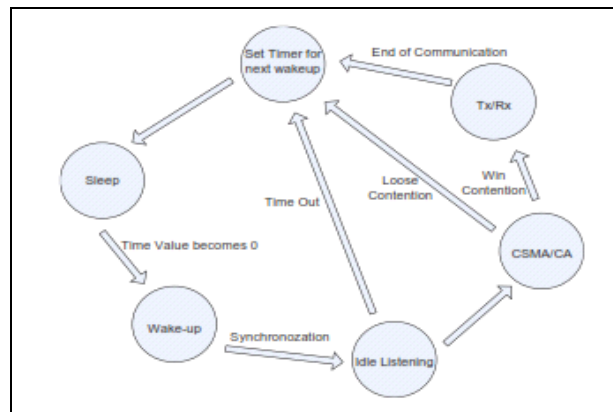 Set Timer for
next wakeup
End of Communication
Tx/Rx
Sleep
Time Out
Loose
Contention
Win
Contention
Time Value becomes 0
CSMA/CA
Wake-up
Synchronozation
Idle Listening